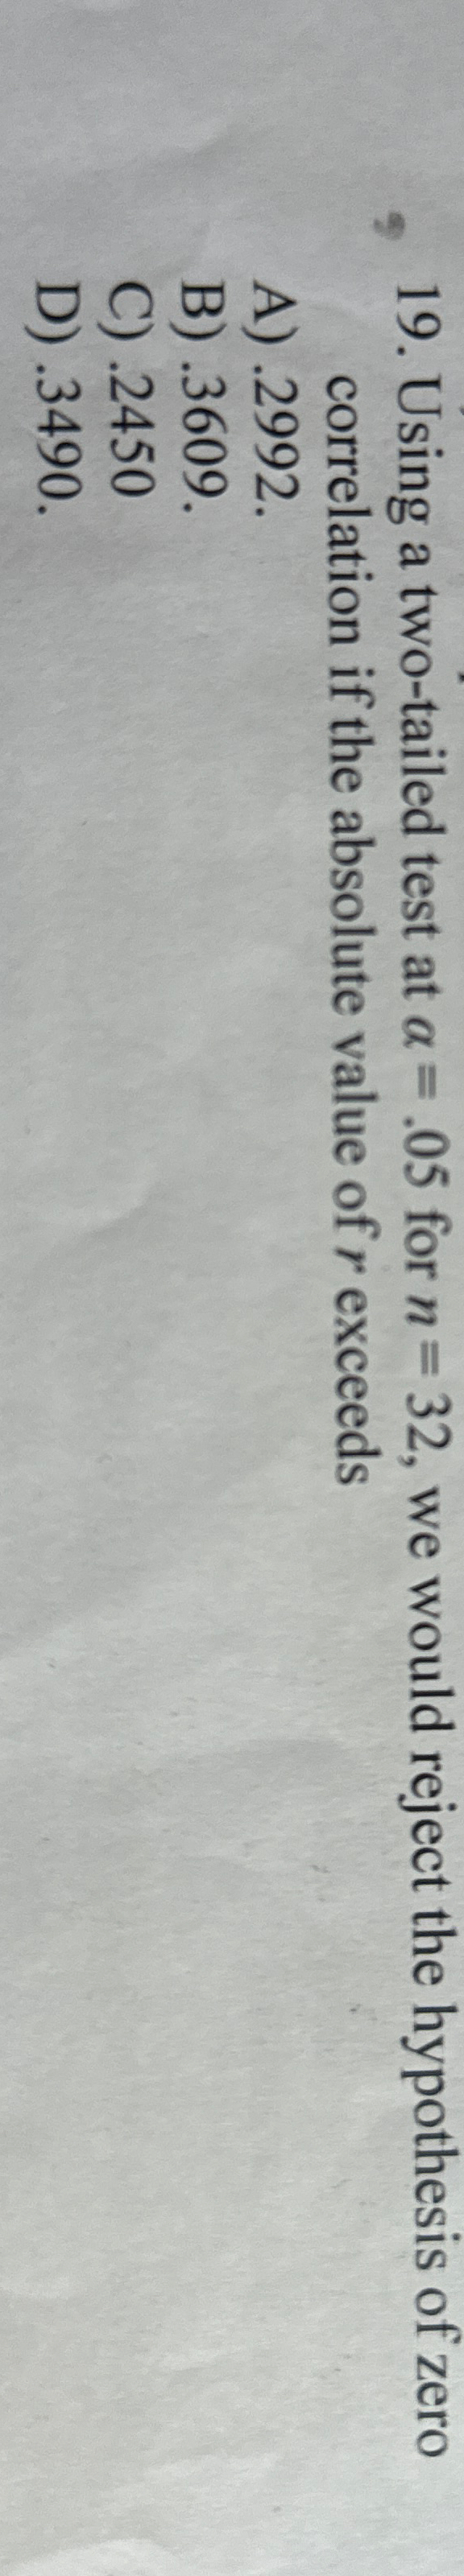 19. Using a two-tailed test at α = .05 for n = 32, we would reject the hypothesis of zero
correlation if the absolute value of r exceeds
A) .2992.
B) .3609.
C) .2450
D) .3490.